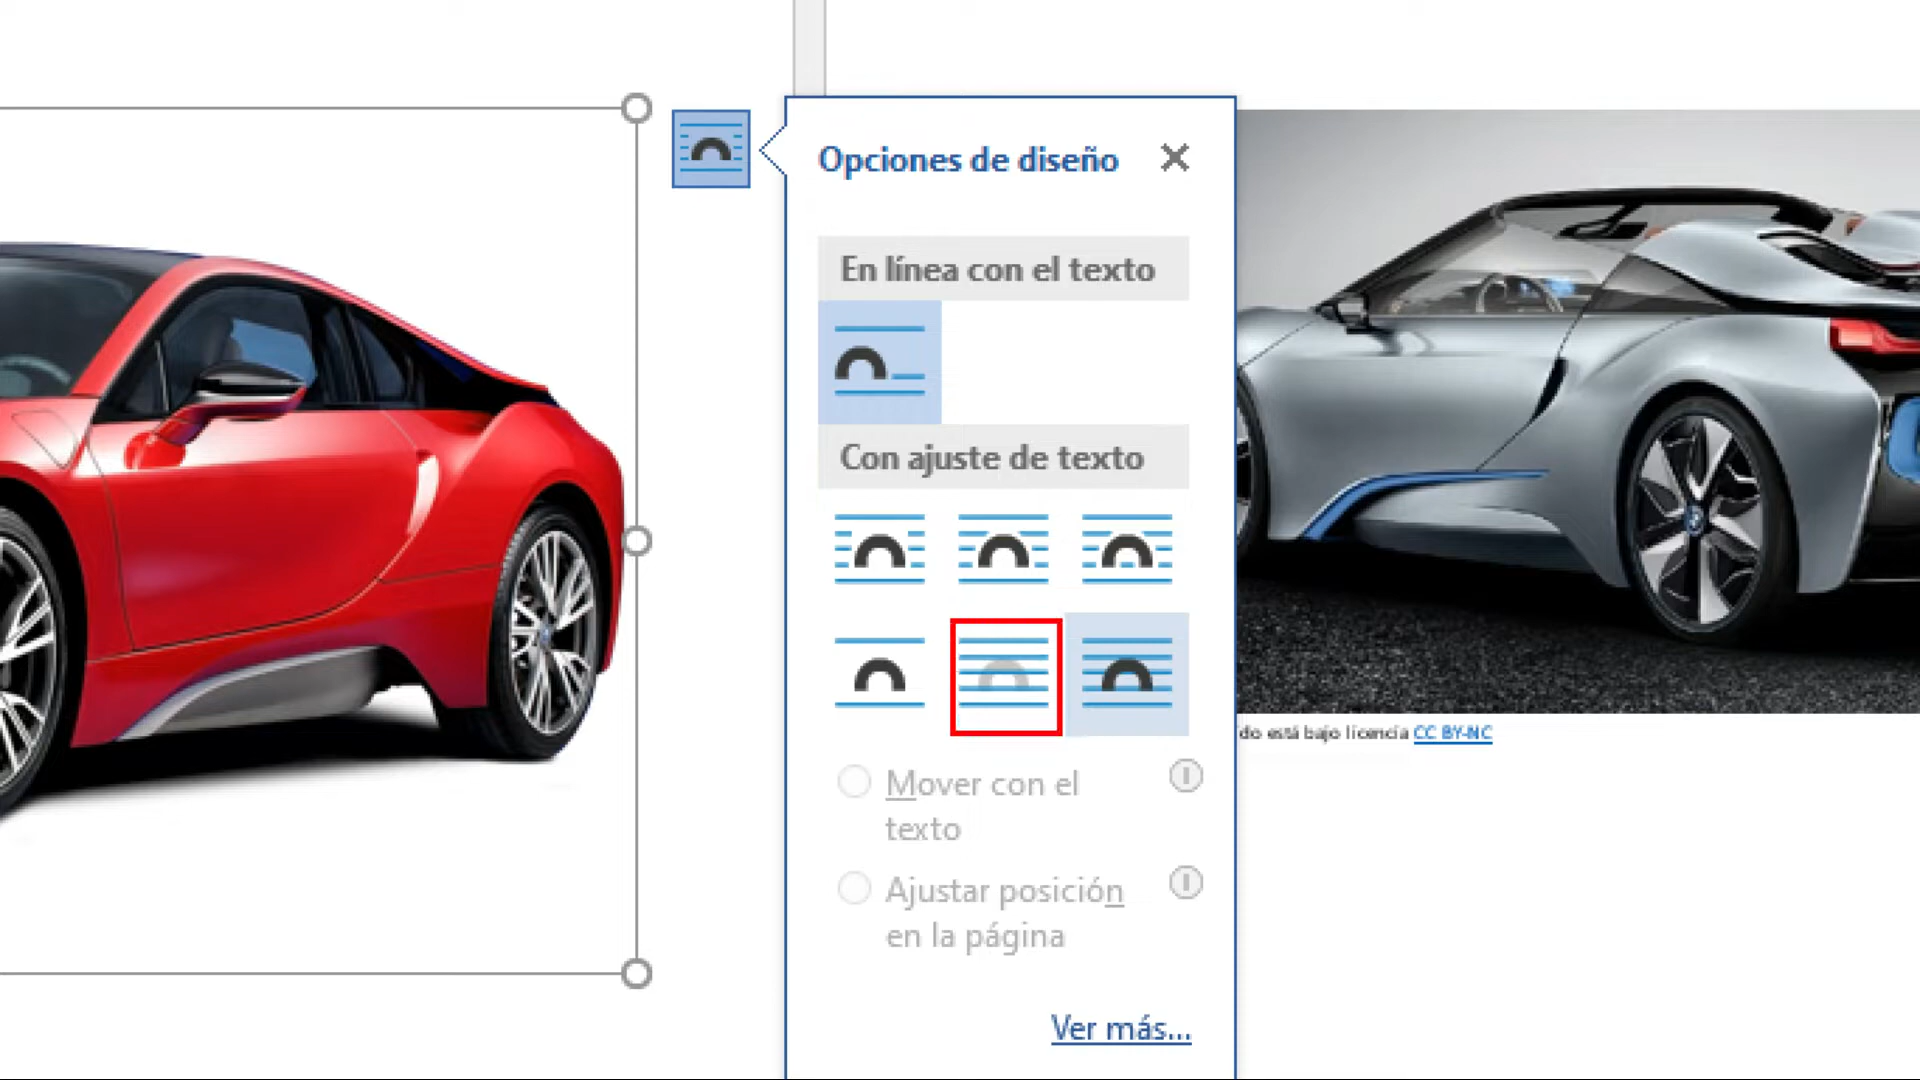 Opciones de diseño
En línea con el texto
Con ajuste de texto
do está bajo licencia CC BY-NC
Mover con el
texto
Ajustar posición
en la página
Ver más...